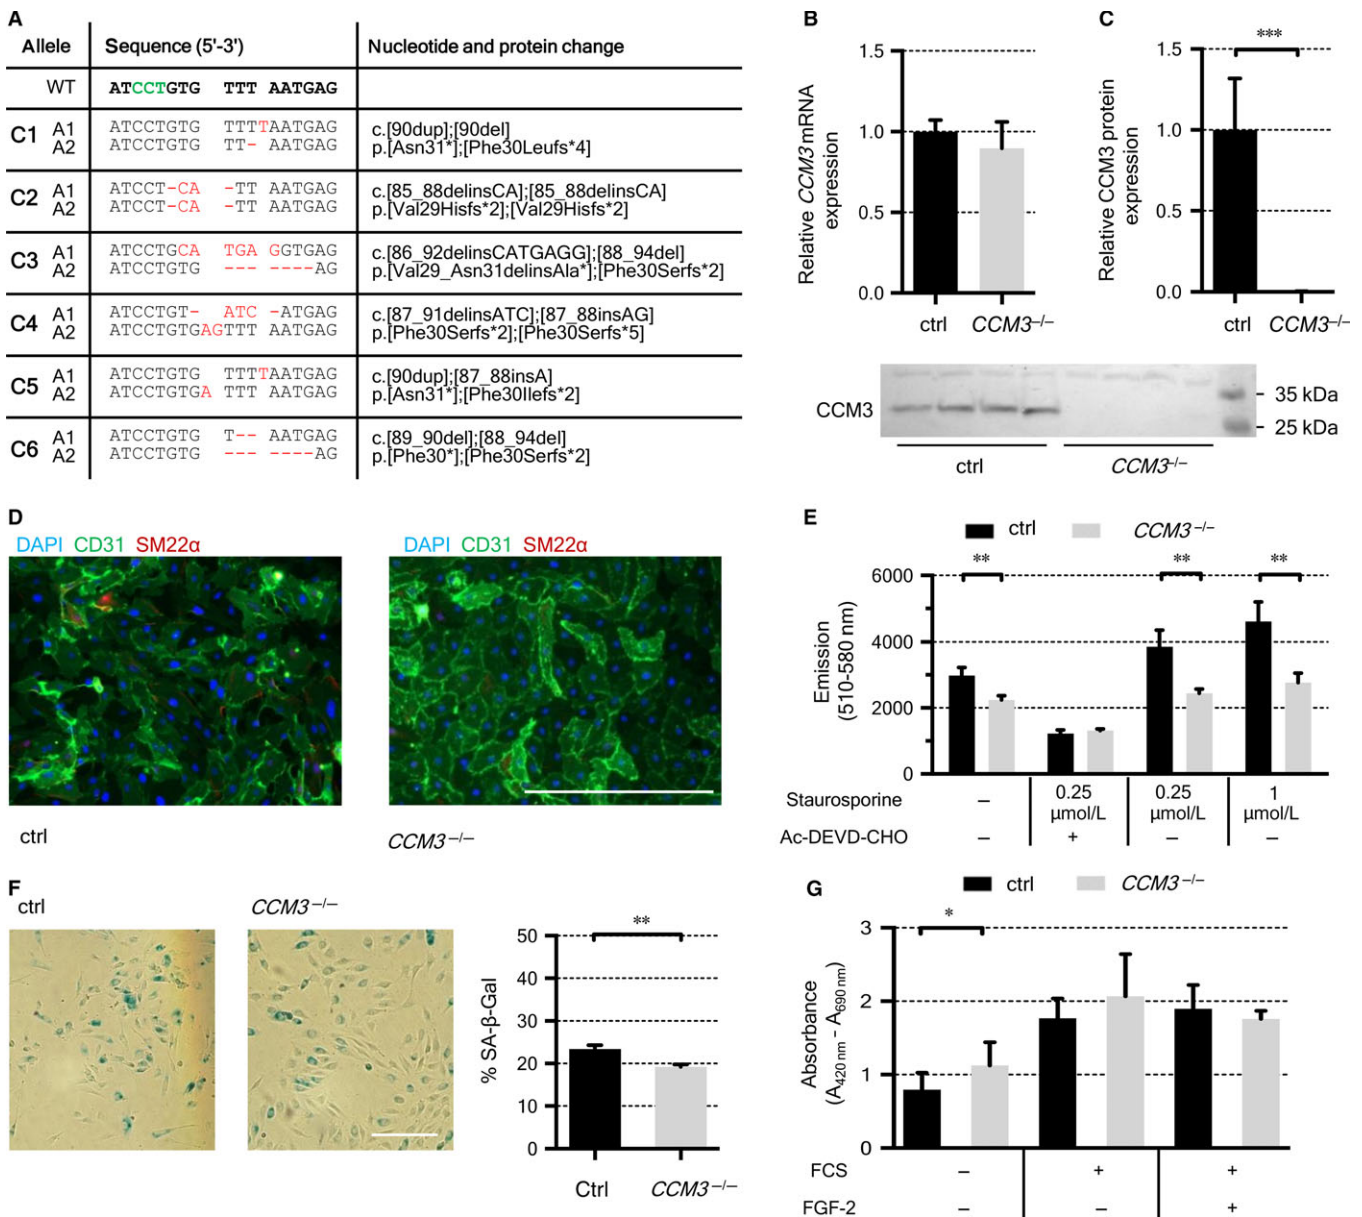 A
Allele Sequence (5'-3') Nucleotide and protein change
WT ATCCTGTG TTT AATGAG
C1 A1 ATCCTGTG TTTTAATGAG c.[90dup];[90del]
A2 ATCCTGTG TT- AATGAG p.[Asn31*];[Phe30Leufs*4]
C2 A1 ATCCT-CA -TT AATGAG c.[85_88delinsCA];[85_88delinsCA]
A2 ATCCT-CA -TT AATGAG p.[Val29Hisfs*2];[Val29Hisfs*2]
C3 A1 ATCCTGCA TGA GGTGAG c.[86_92delinsCATGAGG];[88_94del]
A2 ATCCTGTG --- ----AG p.[Val29_Asn31delinsAla*];[Phe30Serfs*2]
C4 A1 ATCCTGT- ATC -ATGAG c.[87_91delinsATC];[87_88insAG]
A2 ATCCTGTGAGTTT AATGAG p.[Phe30Serfs*2];[Phe30Serfs*5]
C5 A1 ATCCTGTG TTTTAATGAG c.[90dup];[87_88insA]
A2 ATCCTGTGA TTT AATGAG p.[Asn31*];[Phe30Ilefs*2]
C6 A1 ATCCTGTG T-- AATGAG c.[89_90del];[88_94del]
A2 ATCCTGTG --- ----AG p.[Phe30*];[Phe30Serfs*2]
B
Relative CCM3 mRNA expression
1.5
1.0
0.5
0.0
ctrl CCM3−/−
C
Relative CCM3 protein expression
***
1.5
1.0
0.5
0.0
ctrl CCM3−/−
CCM3
35 kDa
25 kDa
ctrl CCM3−/−
D
DAPI CD31 SM22α
DAPI CD31 SM22α
ctrl
CCM3−/−
E
ctrl CCM3−/−
** ** **
Emission (510-580 nm)
6000
4000
2000
0
Staurosporine – 0.25 µmol/L 0.25 µmol/L 1 µmol/L
Ac-DEVD-CHO – + – –
F
ctrl
CCM3−/−
% SA-β-Gal
**
50
40
30
20
10
0
Ctrl CCM3−/−
G
ctrl CCM3−/−
*
Absorbance (A420 nm - A690 nm)
3
2
1
0
FCS – + +
FGF-2 – – +